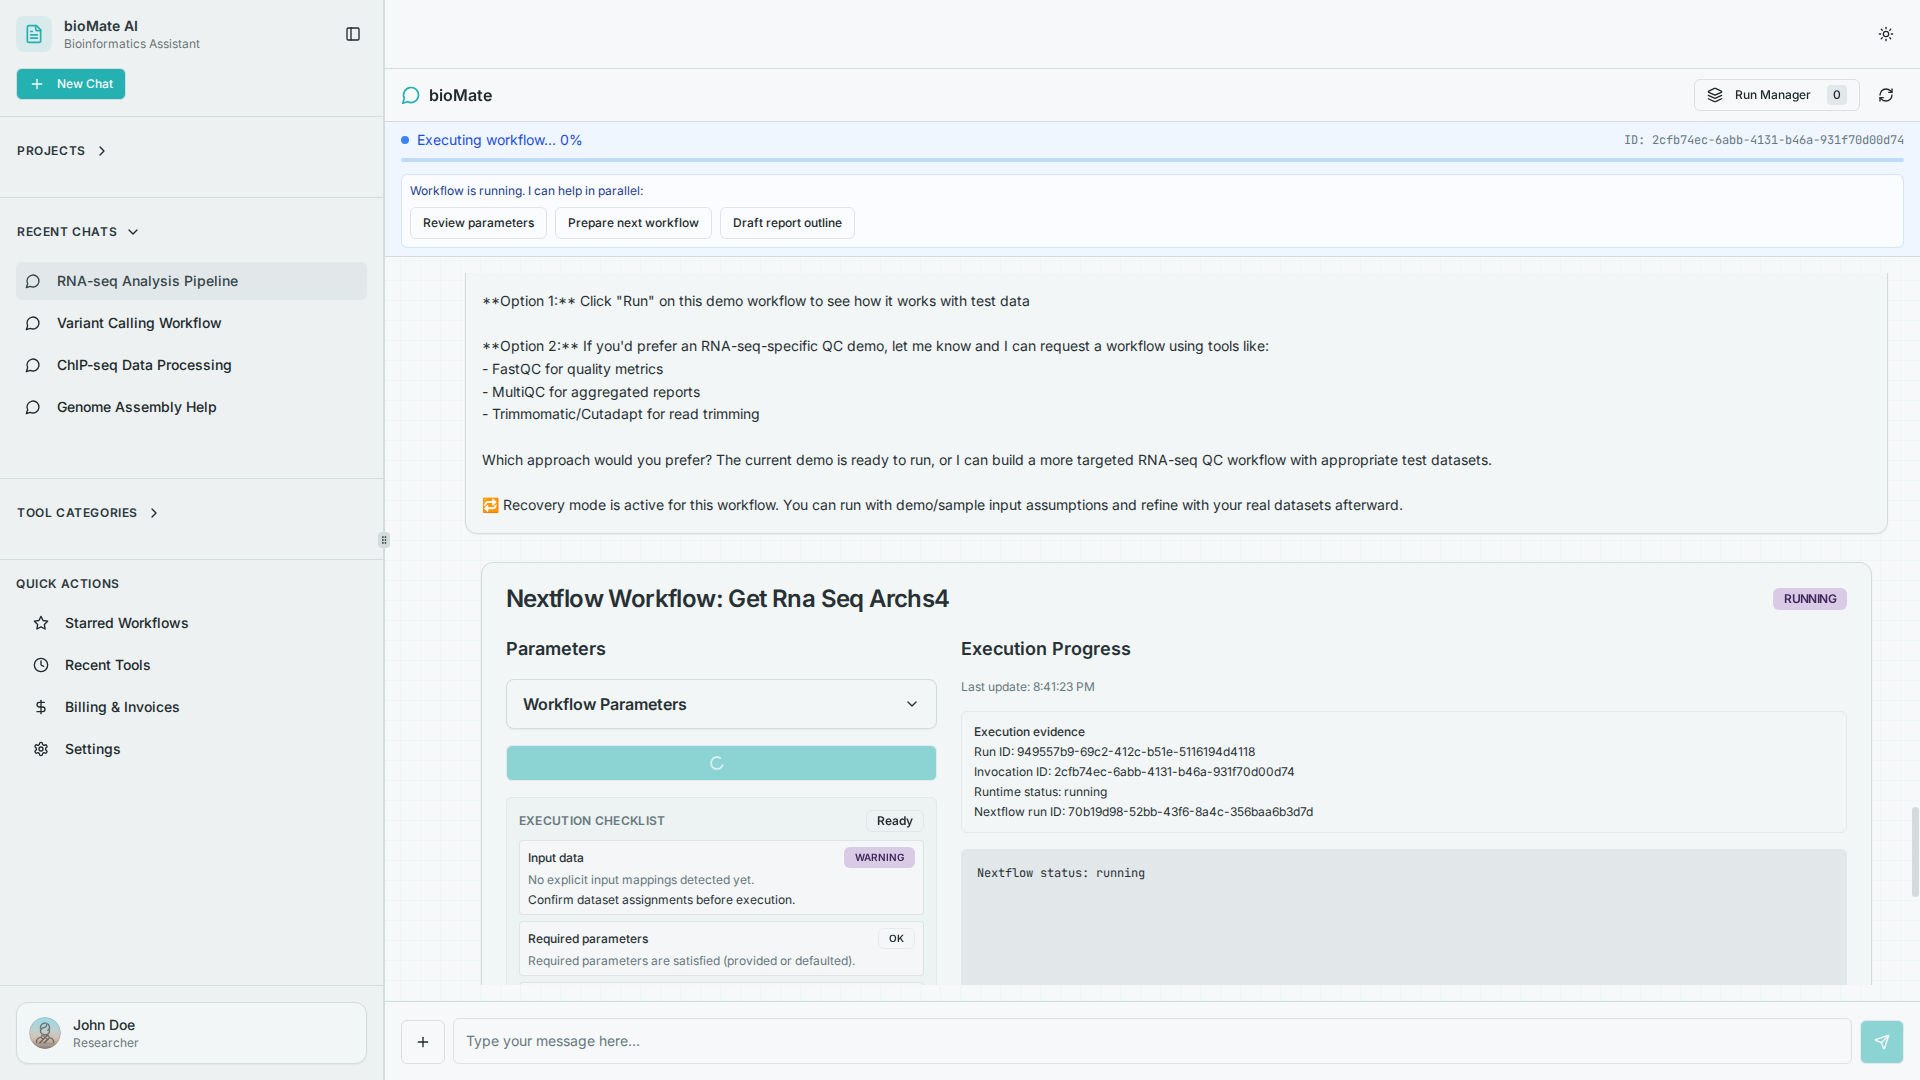 bioMate AI
Bioinformatics Assistant
New Chat
PROJECTS
RECENT CHATS
RNA-seq Analysis Pipeline
Variant Calling Workflow
ChIP-seq Data Processing
Genome Assembly Help
TOOL CATEGORIES
QUICK ACTIONS
Starred Workflows
Recent Tools
Billing & Invoices
Settings
John Doe
Researcher
bioMate
Run Manager 0
Executing workflow... 0%
ID: 2cfb74ec-6abb-4131-b46a-931f70d00d74
Workflow is running. I can help in parallel:
Review parameters
Prepare next workflow
Draft report outline
**Option 1:** Click "Run" on this demo workflow to see how it works with test data
**Option 2:** If you'd prefer an RNA-seq-specific QC demo, let me know and I can request a workflow using tools like:
- FastQC for quality metrics
- MultiQC for aggregated reports
- Trimmomatic/Cutadapt for read trimming
Which approach would you prefer? The current demo is ready to run, or I can build a more targeted RNA-seq QC workflow with appropriate test datasets.
🔁 Recovery mode is active for this workflow. You can run with demo/sample input assumptions and refine with your real datasets afterward.
Nextflow Workflow: Get Rna Seq Archs4
RUNNING
Parameters
Workflow Parameters
EXECUTION CHECKLIST
Ready
Input data
WARNING
No explicit input mappings detected yet.
Confirm dataset assignments before execution.
Required parameters
OK
Required parameters are satisfied (provided or defaulted).
Execution Progress
Last update: 8:41:23 PM
Execution evidence
Run ID: 949557b9-69c2-412c-b51e-5116194d4118
Invocation ID: 2cfb74ec-6abb-4131-b46a-931f70d00d74
Runtime status: running
Nextflow run ID: 70b19d98-52bb-43f6-8a4c-356baa6b3d7d
Nextflow status: running
Type your message here...